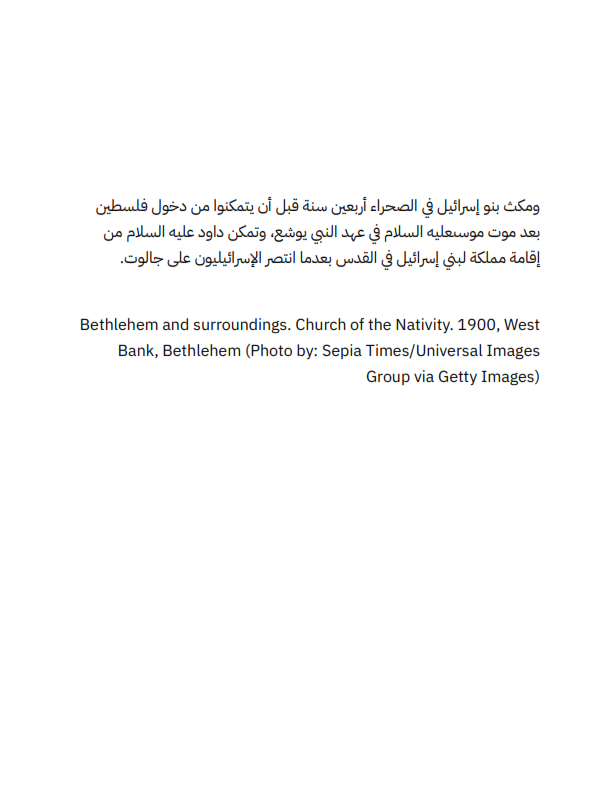 ومكث بنو إسرائيل في الصحراء أربعين سنة قبل أن يتمكنوا من دخول فلسطين
بعد موت موسىعليه السلام في عهد النبي يوشع، وتمكن داود عليه السلام من
إقامة مملكة لبني إسرائيل في القدس بعدما انتصر الإسرائيليون على جالوت.
Bethlehem and surroundings. Church of the Nativity. 1900, West
Bank, Bethlehem (Photo by: Sepia Times/Universal Images
Group via Getty Images)